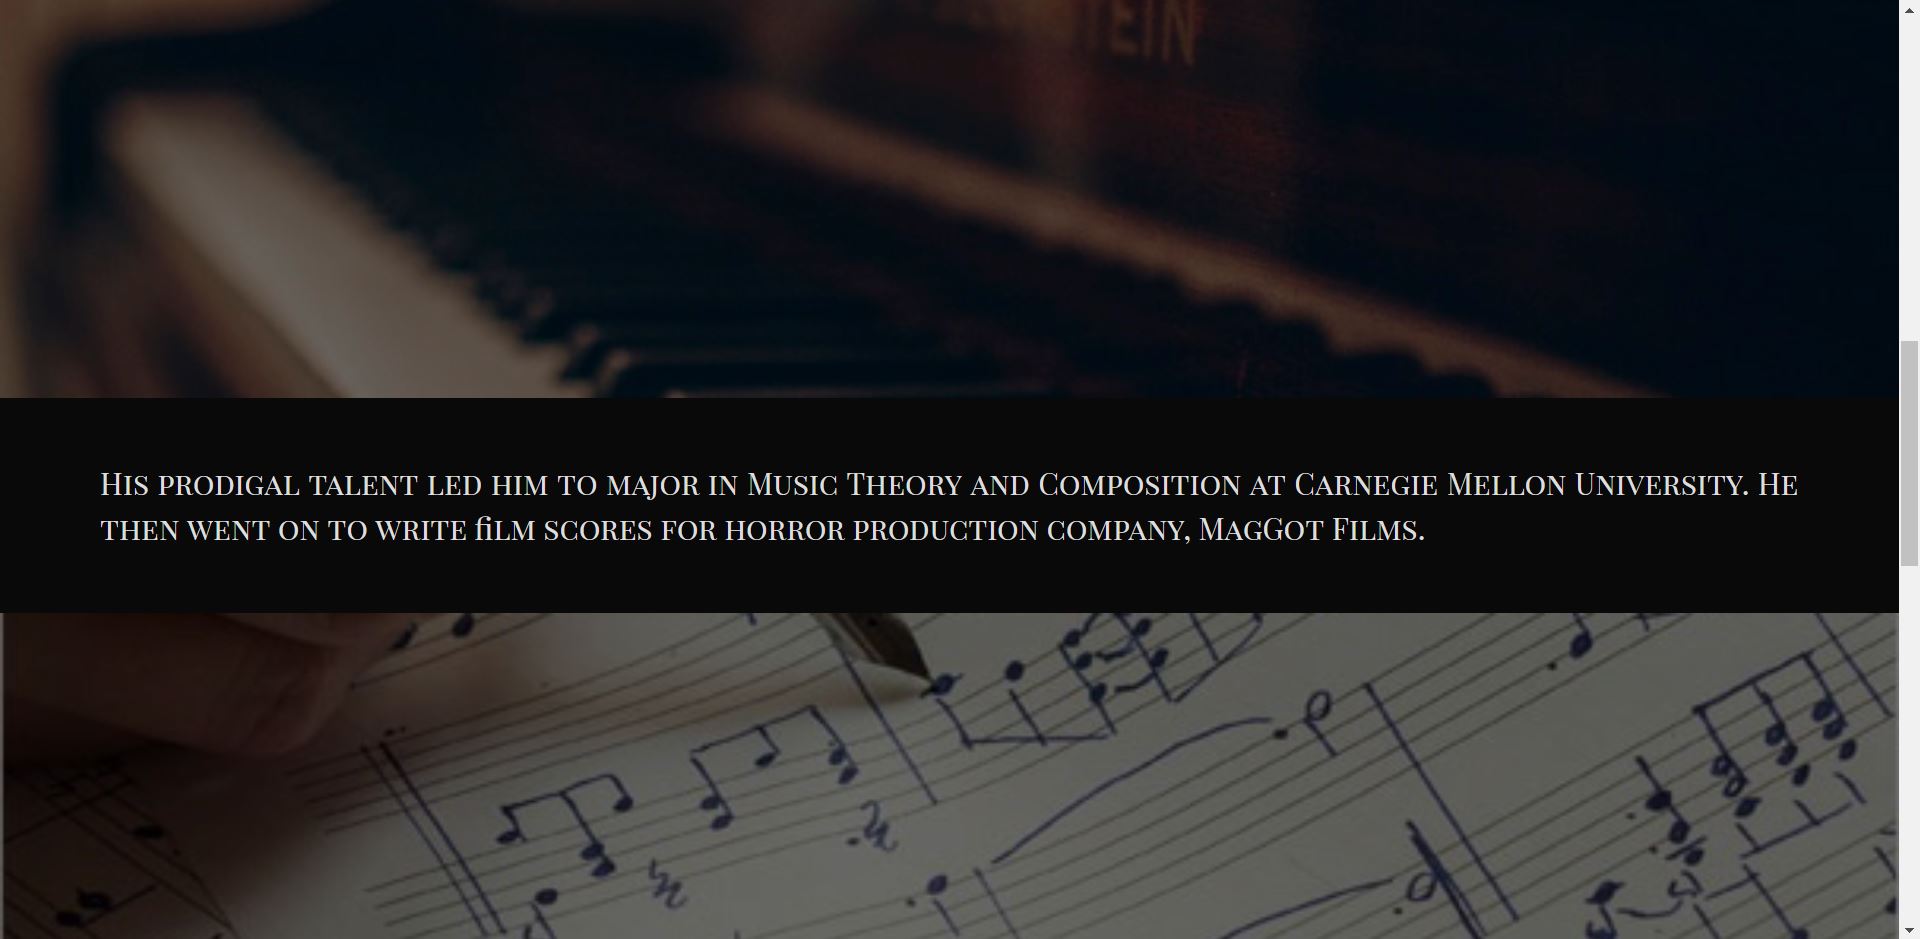 TEIN
His prodigal talent led him to major in Music Theory and Composition at Carnegie Mellon University. He
then went on to write film scores for horror production company, MagGot Films.